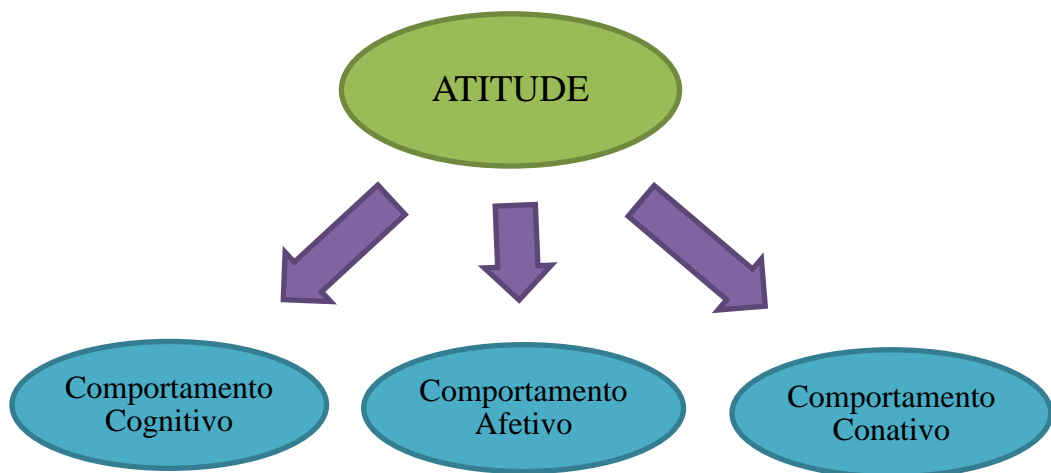 ATITUDE
Comportamento
Cognitivo
Comportamento
Afetivo
Comportamento
Conativo